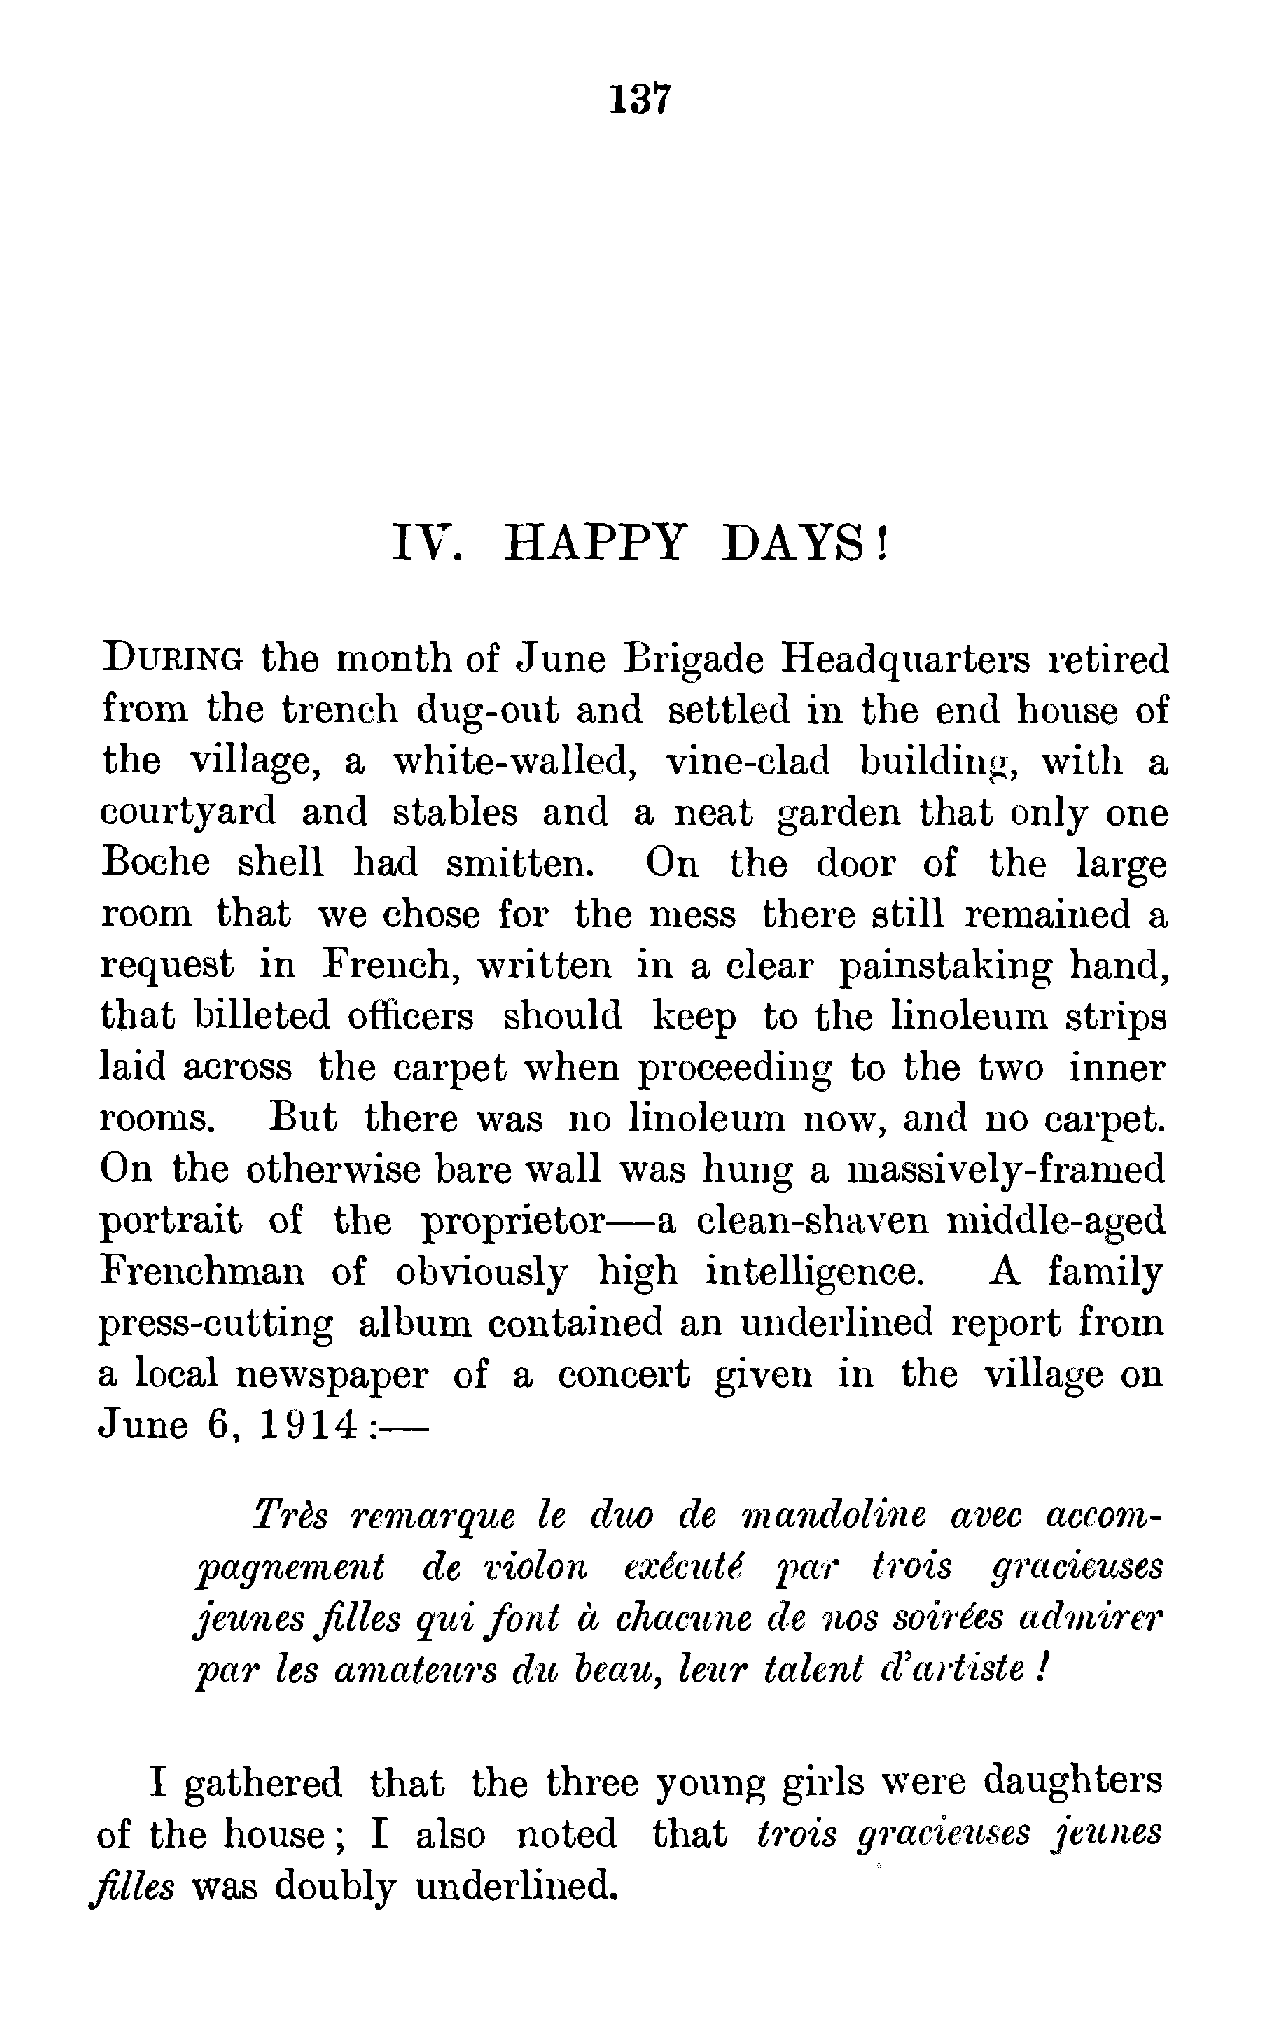 137
IV. HAPPY DAYS!
DURING the month of June Brigade Headquarters retired
from the trench dug-out and settled in the end house of
the village, a white-walled, vine-clad building, with a
courtyard and stables and a neat garden that only one
Boche shell had smitten. On the door of the large
room that we chose for the mess there still remained a
request in French, written in a clear painstaking hand,
that billeted officers should keep to the linoleum strips
laid across the carpet when proceeding to the two inner
rooms. But there was no linoleum now, and no carpet.
On the otherwise bare wall was hung a massively-framed
portrait of the proprietor—a clean-shaven middle-aged
Frenchman of obviously high intelligence. A family
press-cutting album contained an underlined report from
a local newspaper of a concert given in the village on
June 6, 1914:—
Très remarque le duo de mandoline avec accom-
pagnement de violon exécuté par trois gracieuses
jeunes filles qui font à chacune de nos soirées admirer
par les amateurs du beau, leur talent d'artiste!
I gathered that the three young girls were daughters
of the house; I also noted that trois gracieuses jeunes
filles was doubly underlined.